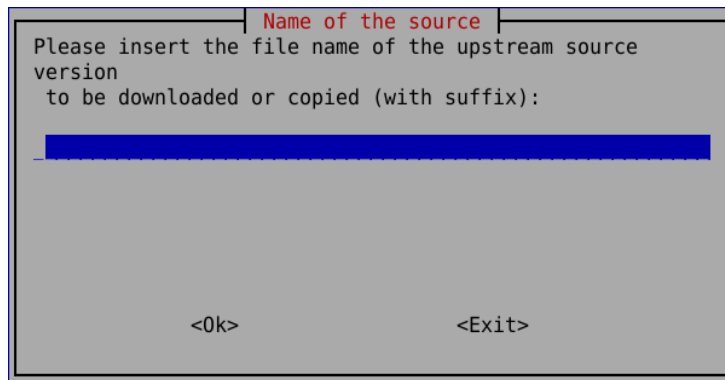 Name of the source
Please insert the file name of the upstream source
version
to be downloaded or copied (with suffix):
<Ok> <Exit>